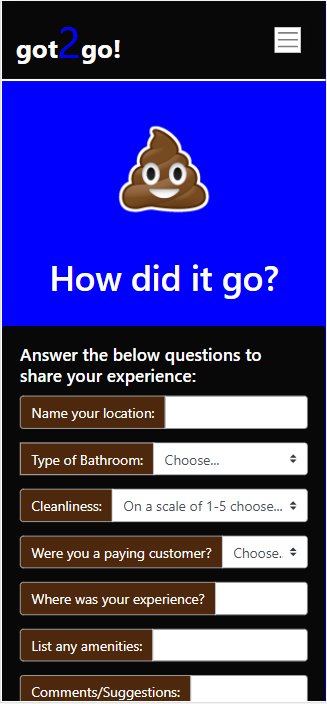 got2go!
How did it go?
Answer the below questions to
share your experience:
Name your location:
Type of Bathroom: Choose...
Cleanliness: On a scale of 1-5 choose...
Were you a paying customer? Choose..
Where was your experience?
List any amenities:
Comments/Suggestions: